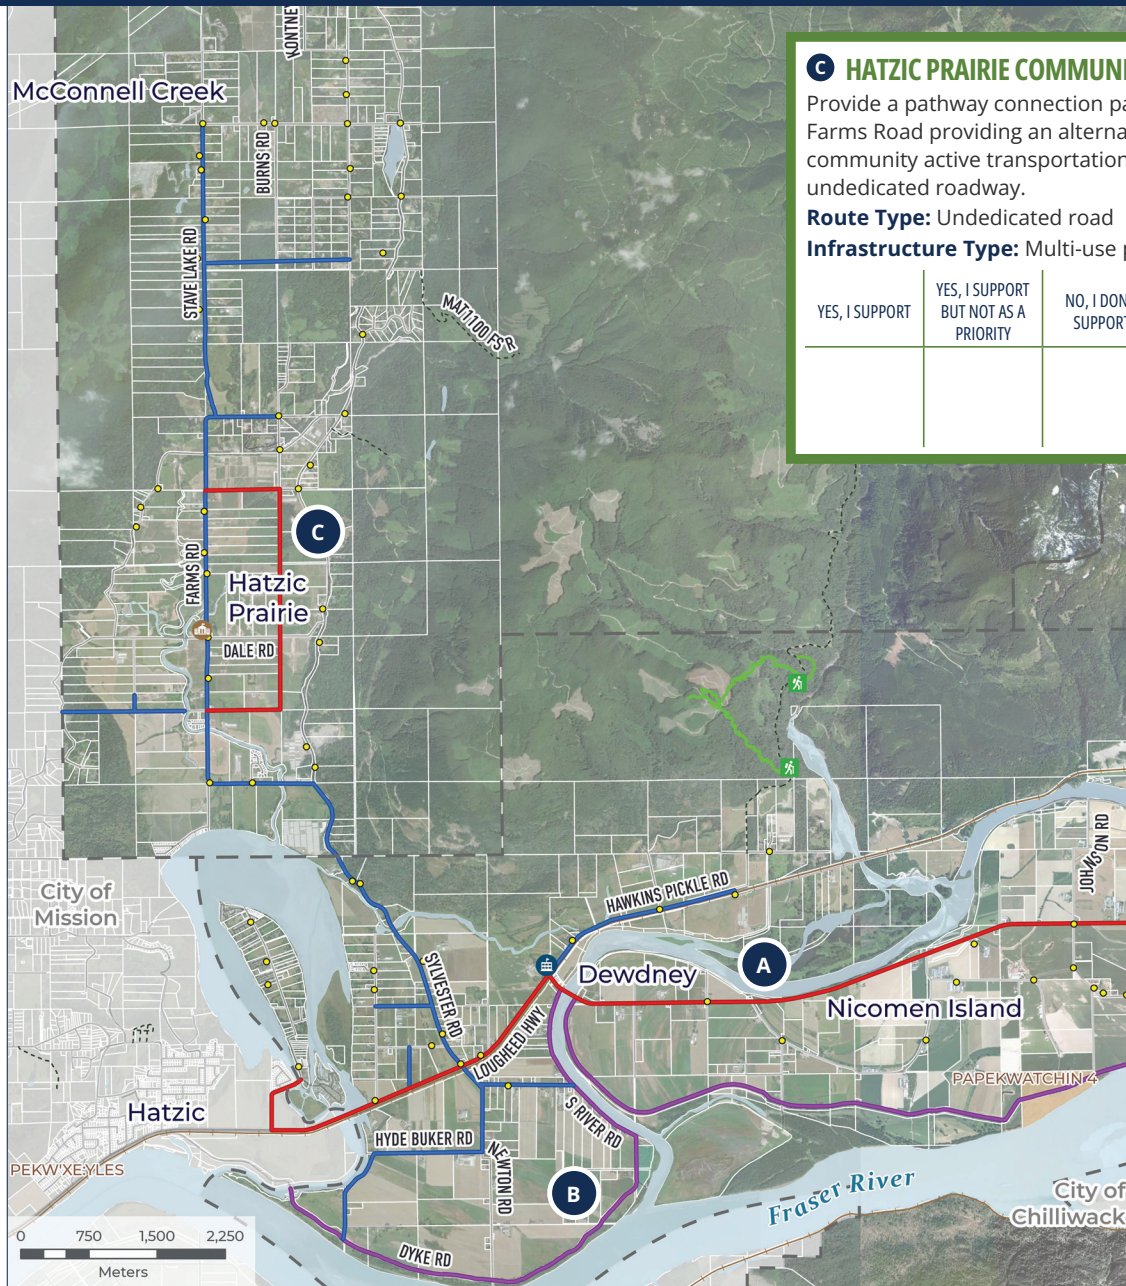 C HATZIC PRAIRIE COMMUNI
Provide a pathway connection pa
Farms Road providing an alterna
community active transportation
undedicated roadway.
Route Type: Undedicated road
Infrastructure Type: Multi-use p
YES, I SUPPORT
YES, I SUPPORT
BUT NOT AS A
PRIORITY
NO, I DON
SUPPORT
KONTNEY
McConnell Creek
BURNS RD
STAVE LAKE RD
MAT1100 FSR
C
FARMS RD
Hatzic
Prairie
DALE RD
JOHNSON RD
City of
Mission
HAWKINS PICKLE RD
SYLVESTER RD
Dewdney
A
Nicomen Island
LOUGHEED HWY
PAPEKWATCHIN 4
Hatzic
S RIVER RD
HYDE BUKER RD
NEWTON RD
PEKW'XE:YLES
B
Fraser River
City of
Chilliwack
DYKE RD
0 750 1,500 2,250
Meters